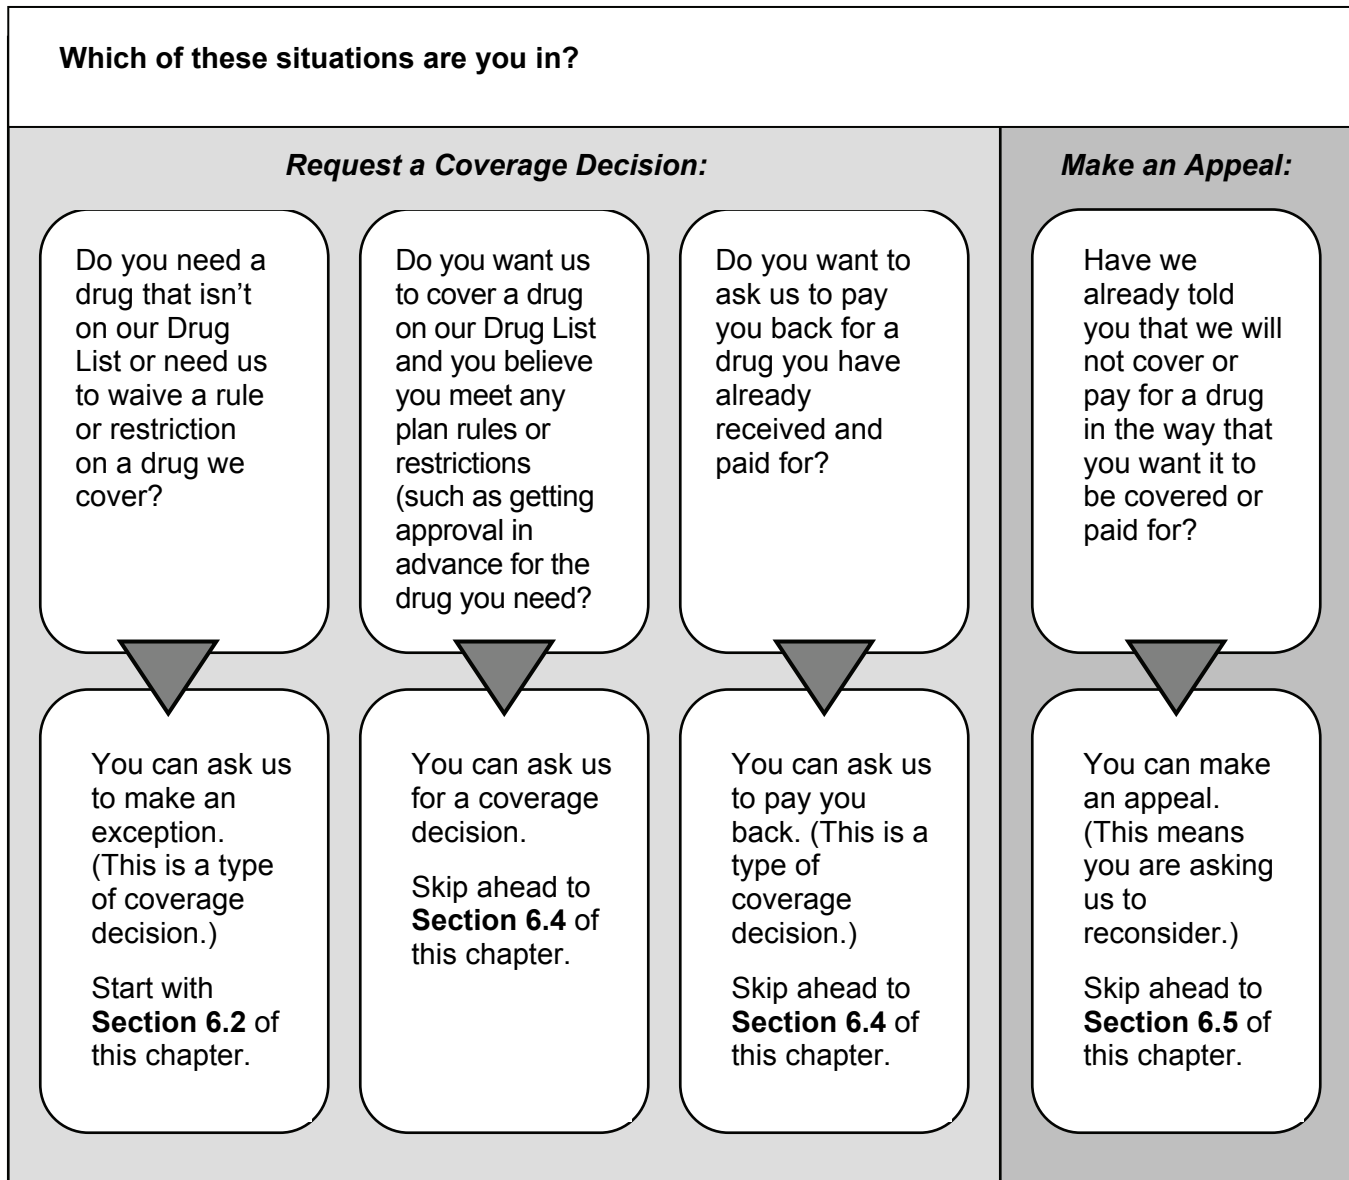 Which of these situations are you in?
Request a Coverage Decision:
Make an Appeal:
Do you need a
drug that isn’t
on our Drug
List or need us
to waive a rule
or restriction
on a drug we
cover?
Do you want us
to cover a drug
on our Drug List
and you believe
you meet any
plan rules or
restrictions
(such as getting
approval in
advance for the
drug you need?
Do you want to
ask us to pay
you back for a
drug you have
already
received and
paid for?
Have we
already told
you that we will
not cover or
pay for a drug
in the way that
you want it to
be covered or
paid for?
You can ask us
to make an
exception.
(This is a type
of coverage
decision.)
Start with
Section 6.2 of
this chapter.
You can ask us
for a coverage
decision.
Skip ahead to
Section 6.4 of
this chapter.
You can ask us
to pay you
back. (This is a
type of
coverage
decision.)
Skip ahead to
Section 6.4 of
this chapter.
You can make
an appeal.
(This means
you are asking
us to
reconsider.)
Skip ahead to
Section 6.5 of
this chapter.